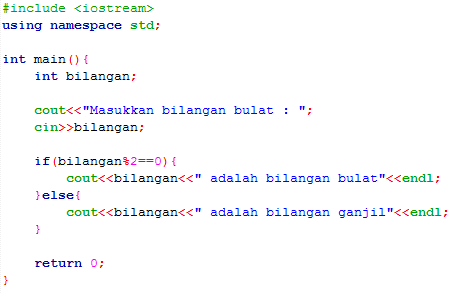 #include <iostream>
using namespace std;
int main(){
int bilangan;
cout<<"Masukkan bilangan bulat : ";
cin>>bilangan;
if(bilangan%2==0){
cout<<bilangan<<" adalah bilangan bulat"<<endl;
}else{
cout<<bilangan<<" adalah bilangan ganjil"<<endl;
}
return 0;
}